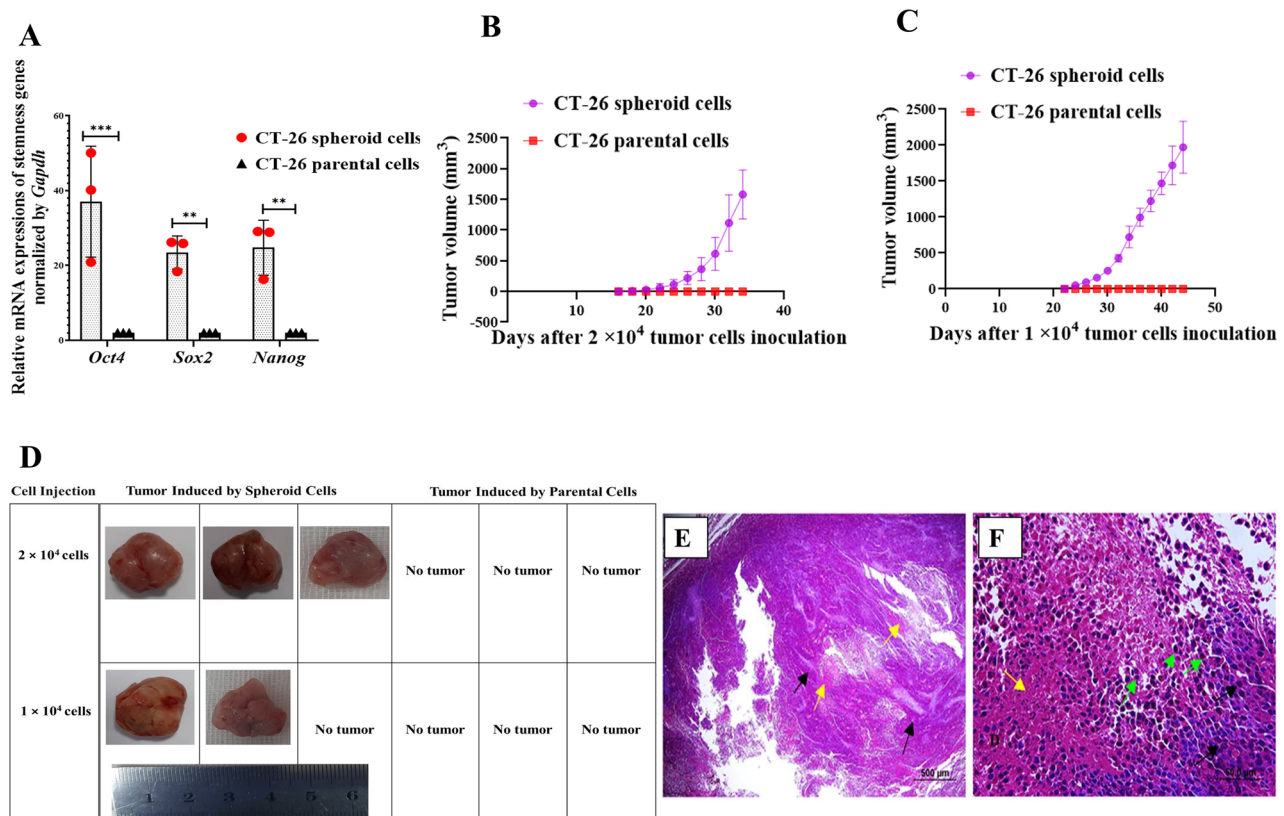 A
Relative mRNA expressions of stemness genes
normalized by Gapdh
60
40
20
0
***
**
**
CT-26 spheroid cells
CT-26 parental cells
Oct4 Sox2 Nanog
B
CT-26 spheroid cells
CT-26 parental cells
Tumor volume (mm³)
2500
2000
1500
1000
500
0
-500
10 20 30 40
Days after 2 ×10⁴ tumor cells inoculation
C
CT-26 spheroid cells
CT-26 parental cells
Tumor volume (mm³)
2500
2000
1500
1000
500
0
0 10 20 30 40 50
Days after 1 ×10⁴ tumor cells inoculation
D
Cell Injection Tumor Induced by Spheroid Cells Tumor Induced by Parental Cells
2 × 10⁴ cells No tumor No tumor No tumor
1 × 10⁴ cells No tumor No tumor No tumor No tumor
1 2 3 4 5 6
E
500 µm
F
D